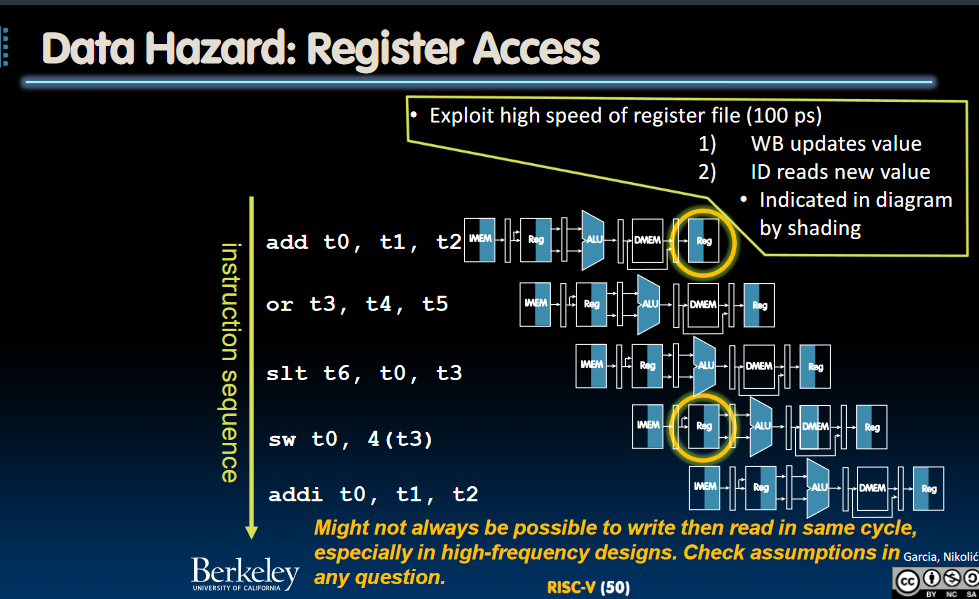 Data Hazard: Register Access
• Exploit high speed of register file (100 ps)
1) WB updates value
2) ID reads new value
• Indicated in diagram
by shading
instruction sequence
add t0, t1, t2
IMEM Reg ALU DMEM Reg
or t3, t4, t5
IMEM Reg ALU DMEM Reg
slt t6, t0, t3
IMEM Reg ALU DMEM Reg
sw t0, 4(t3)
IMEM Reg ALU DMEM Reg
addi t0, t1, t2
IMEM Reg ALU DMEM Reg
Might not always be possible to write then read in same cycle,
especially in high-frequency designs. Check assumptions in
any question.
Garcia, Nikolić
Berkeley
UNIVERSITY OF CALIFORNIA
RISC-V (50)
cc
BY NC SA